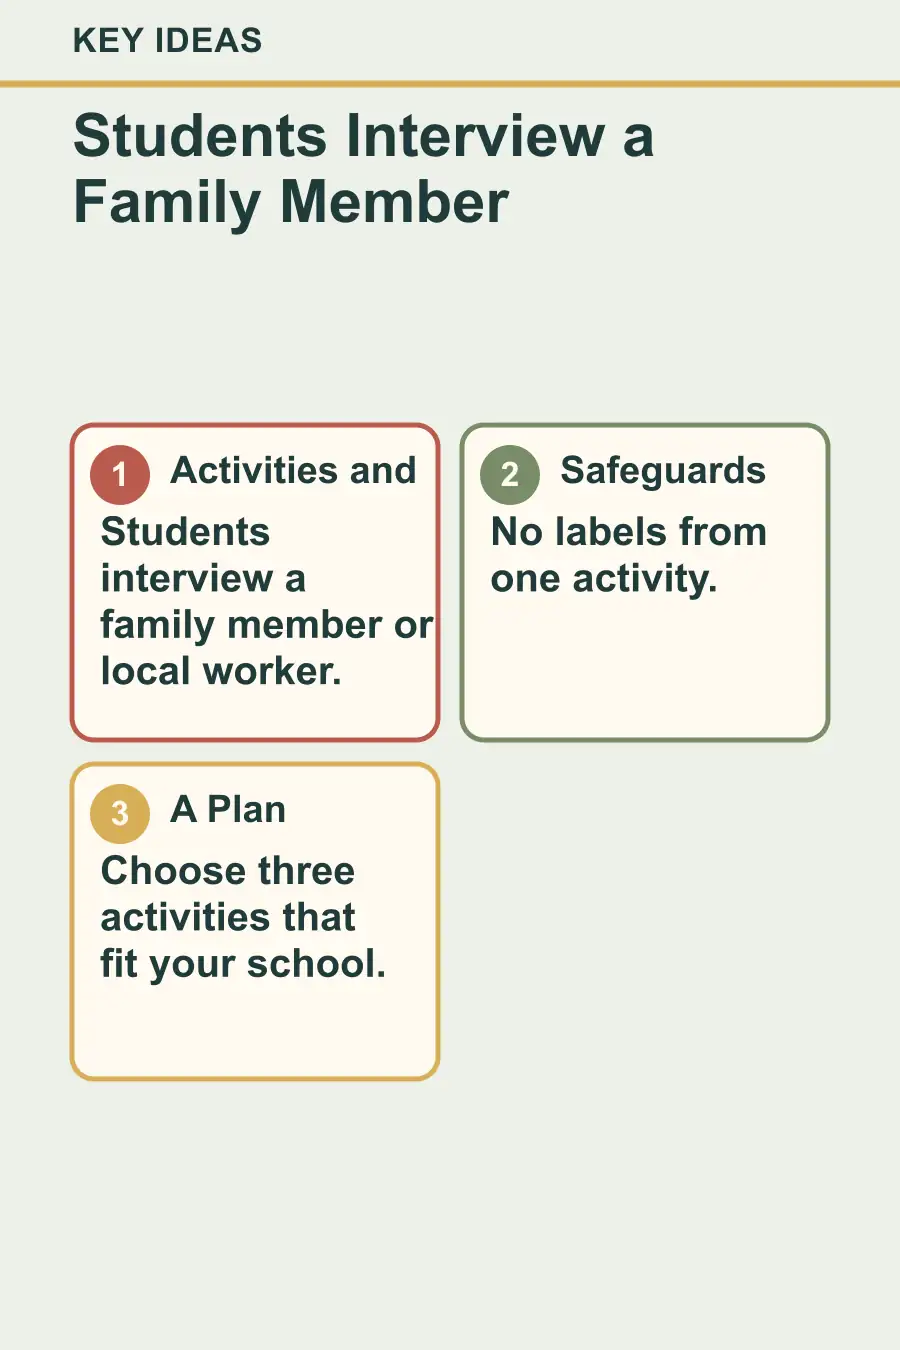 KEY IDEAS
Students Interview a
Family Member
1
Activities and
Students
interview a
family member or
local worker.
2
Safeguards
No labels from
one activity.
3
A Plan
Choose three
activities that
fit your school.